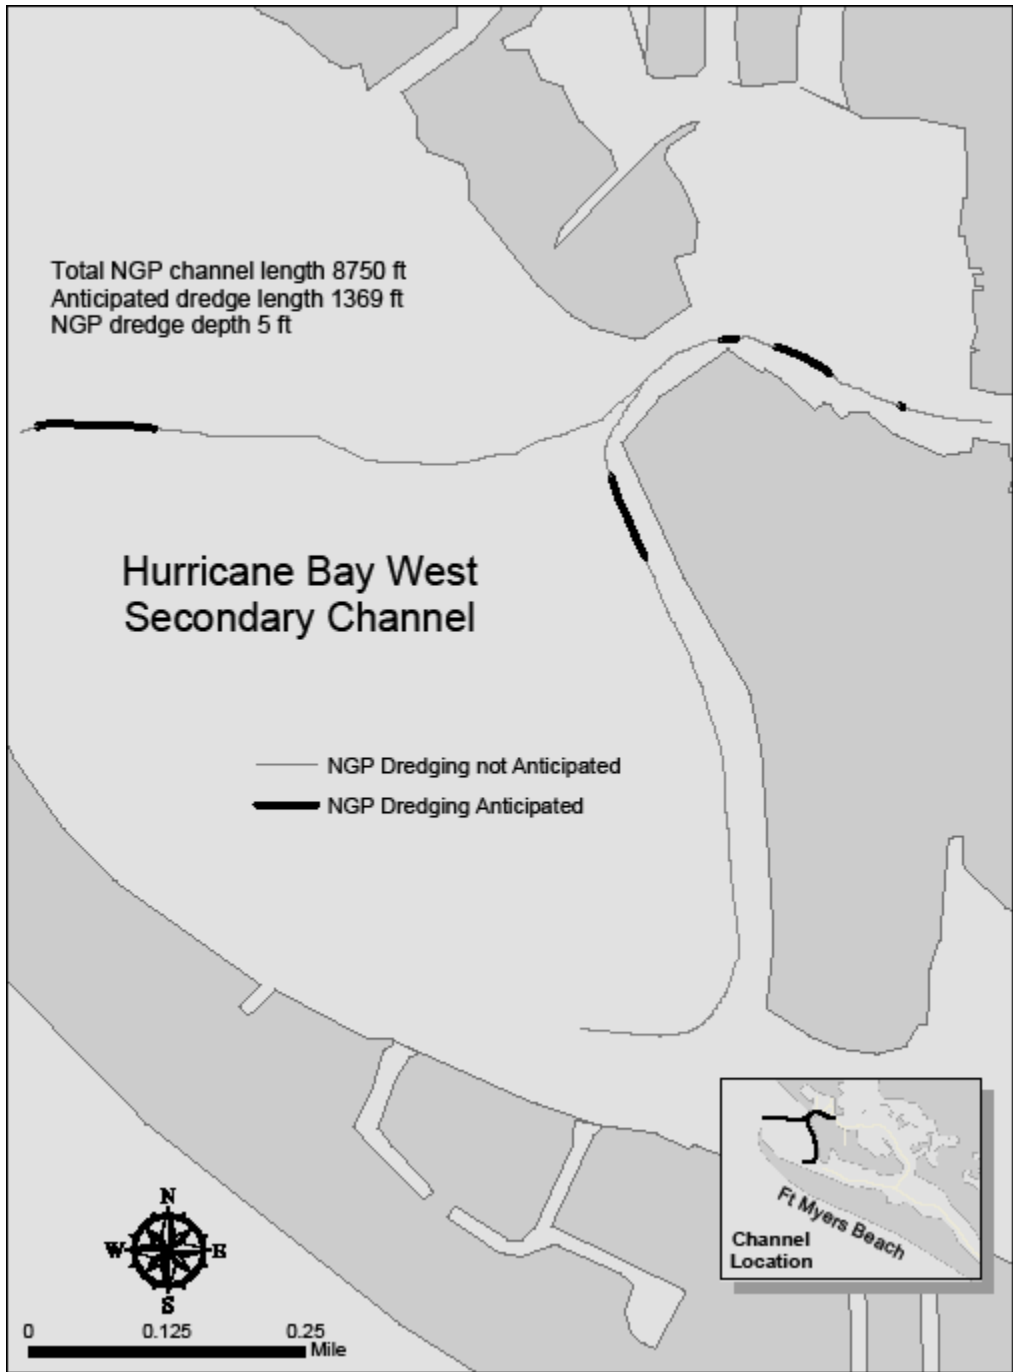 Total NGP channel length 8750 ft
Anticipated dredge length 1369 ft
NGP dredge depth 5 ft
Hurricane Bay West
Secondary Channel
NGP Dredging not Anticipated
NGP Dredging Anticipated
Ft Myers Beach
Channel
Location
N
W E
S
0 0.125 0.25
Mile